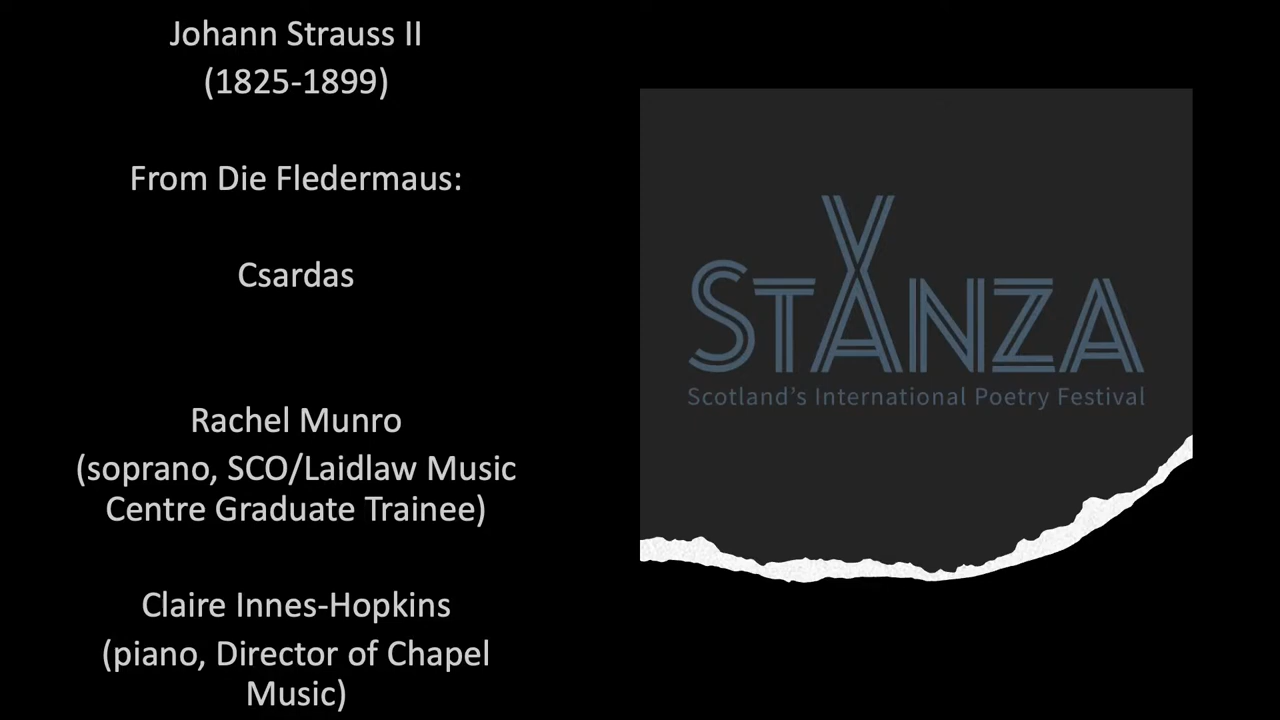 Johann Strauss II
(1825-1899)
From Die Fledermaus:
Csardas
Rachel Munro
(soprano, SCO/Laidlaw Music
Centre Graduate Trainee)
Claire Innes-Hopkins
(piano, Director of Chapel
Music)
STANZA
Scotland's International Poetry Festival